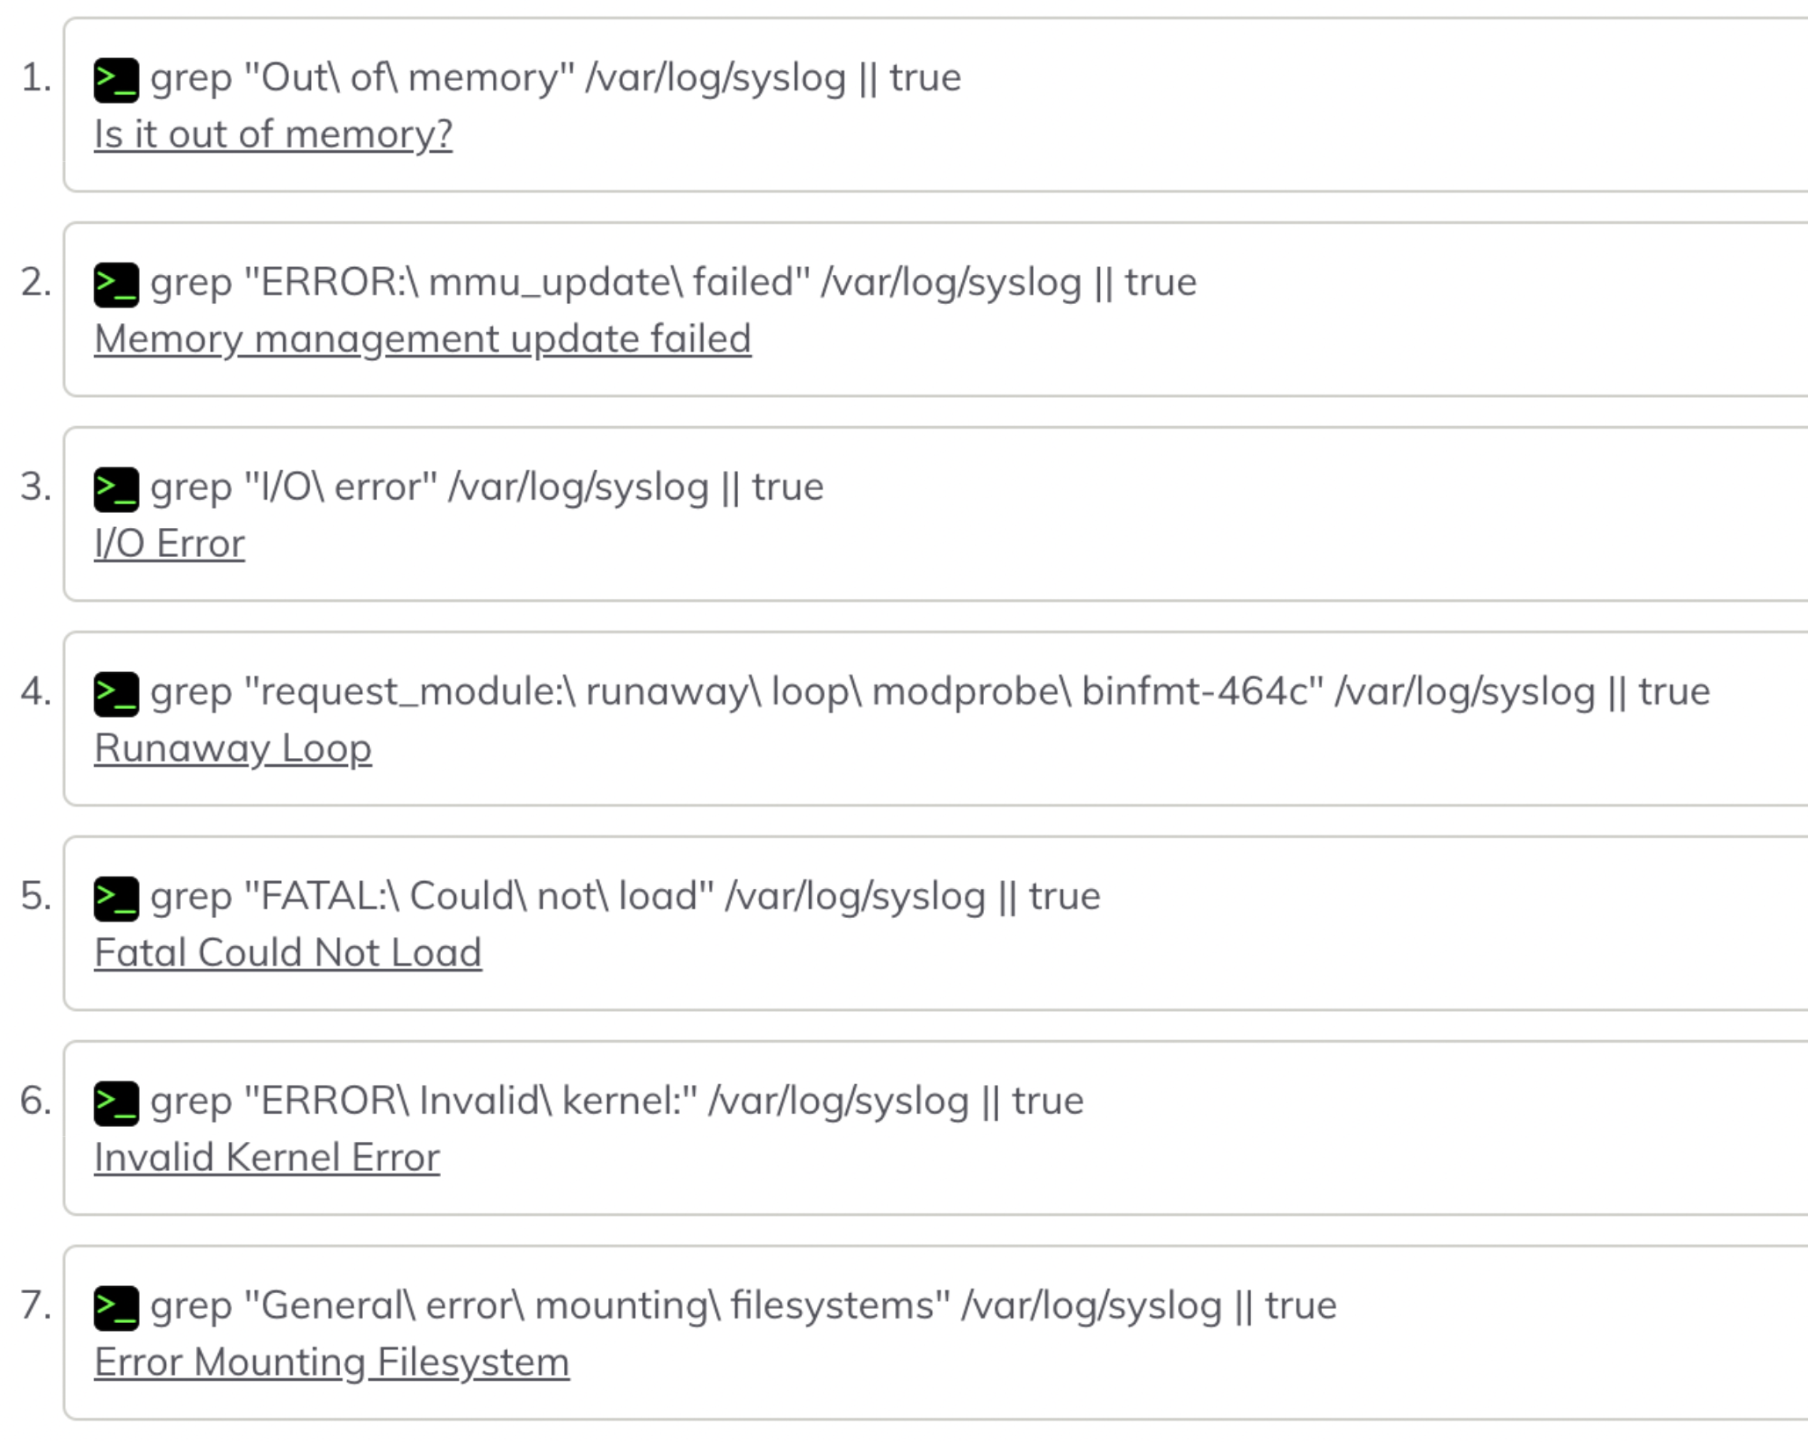 1. >_ grep "Out\ of\ memory" /var/log/syslog || true
Is it out of memory?
2. >_ grep "ERROR:\ mmu_update\ failed" /var/log/syslog || true
Memory management update failed
3. >_ grep "I/O\ error" /var/log/syslog || true
I/O Error
4. >_ grep "request_module:\ runaway\ loop\ modprobe\ binfmt-464c" /var/log/syslog || true
Runaway Loop
5. >_ grep "FATAL:\ Could\ not\ load" /var/log/syslog || true
Fatal Could Not Load
6. >_ grep "ERROR\ Invalid\ kernel:" /var/log/syslog || true
Invalid Kernel Error
7. >_ grep "General\ error\ mounting\ filesystems" /var/log/syslog || true
Error Mounting Filesystem